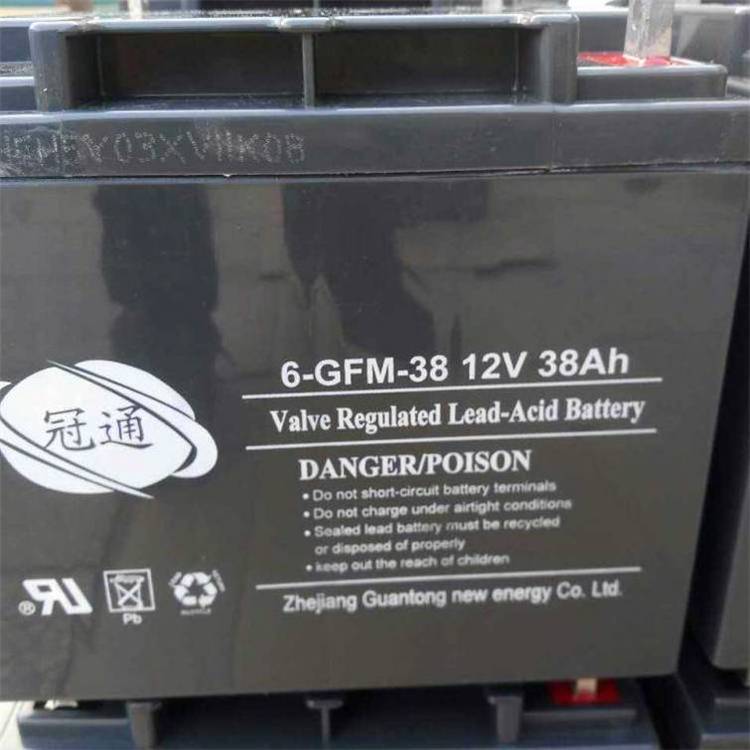 Y03XVIIK08
6-GFM-38 12V 38Ah
Valve Regulated Lead-Acid Battery
冠通
DANGER/POISON
• Do not short-circuit battery terminals
• Do not charge under airtight conditions
• Sealed lead battery must be recycled
or disposed of properly
• keep out the reach of children
Pb
Zhejiang Guantong new energy Co. Ltd.